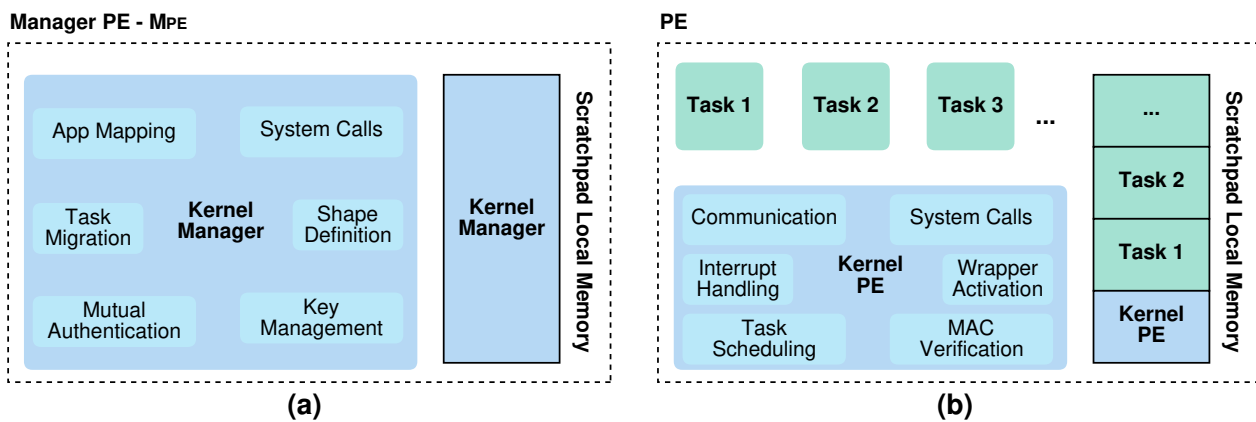 Manager PE - MPE
App Mapping
System Calls
Task
Migration
Kernel
Manager
Shape
Definition
Mutual
Authentication
Key
Management
Kernel
Manager
Scratchpad Local Memory
(a)
PE
Task 1
Task 2
Task 3
...
Communication
System Calls
Interrupt
Handling
Kernel
PE
Wrapper
Activation
Task
Scheduling
MAC
Verification
...
Task 2
Task 1
Kernel
PE
Scratchpad Local Memory
(b)